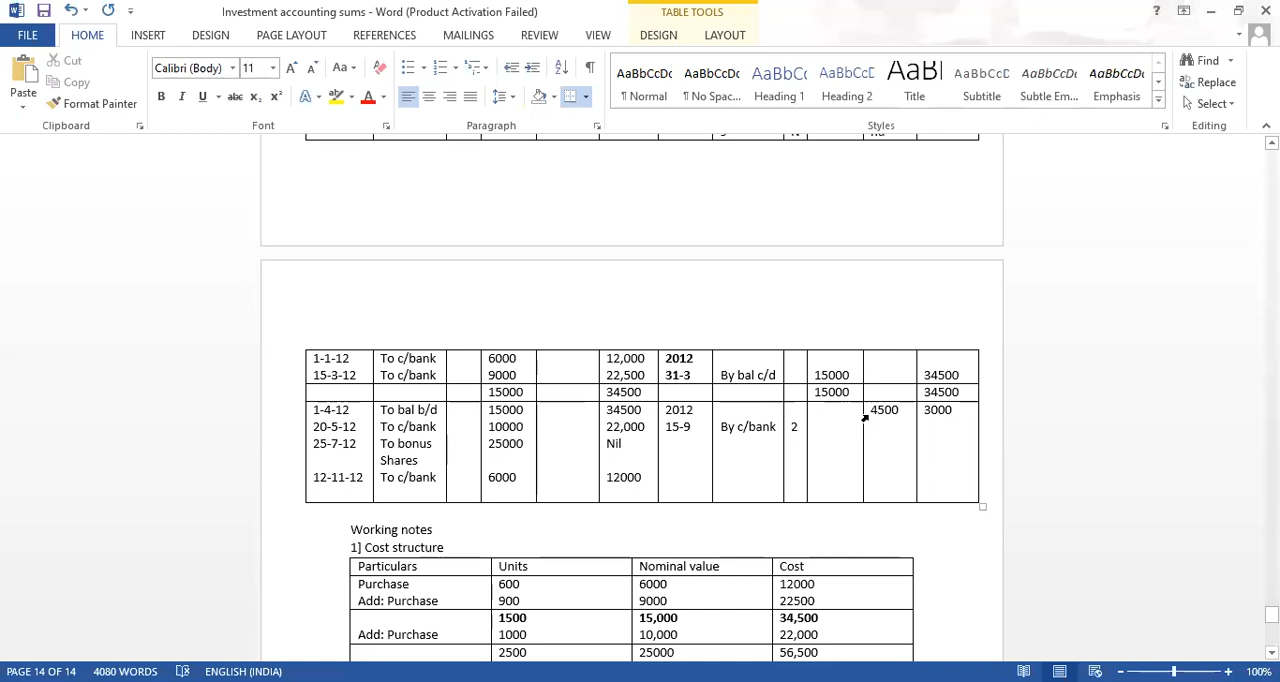 Investment accounting sums - Word (Product Activation Failed)
TABLE TOOLS
FILE HOME INSERT DESIGN PAGE LAYOUT REFERENCES MAILINGS REVIEW VIEW DESIGN LAYOUT
Cut
Copy
Format Painter
Paste
Clipboard
Calibri (Body) 11
Font
Paragraph
AaBbCcDc AaBbCcDc AaBbCc AaBbCcD AaBl AaBbCcD AaBbCcDc AaBbCcDc
¶ Normal ¶ No Spac... Heading 1 Heading 2 Title Subtitle Subtle Em... Emphasis
Styles
Find
Replace
Select
Editing
1-1-12 To c/bank 6000 12,000 2012
15-3-12 To c/bank 9000 22,500 31-3 By bal c/d 15000 34500
15000 34500 15000 34500
1-4-12 To bal b/d 15000 34500 2012 4500 3000
20-5-12 To c/bank 10000 22,000 15-9 By c/bank 2
25-7-12 To bonus 25000 Nil
Shares
12-11-12 To c/bank 6000 12000
Working notes
1] Cost structure
Particulars Units Nominal value Cost
Purchase 600 6000 12000
Add: Purchase 900 9000 22500
1500 15,000 34,500
Add: Purchase 1000 10,000 22,000
2500 25000 56,500
PAGE 14 OF 14 4080 WORDS ENGLISH (INDIA) 100%